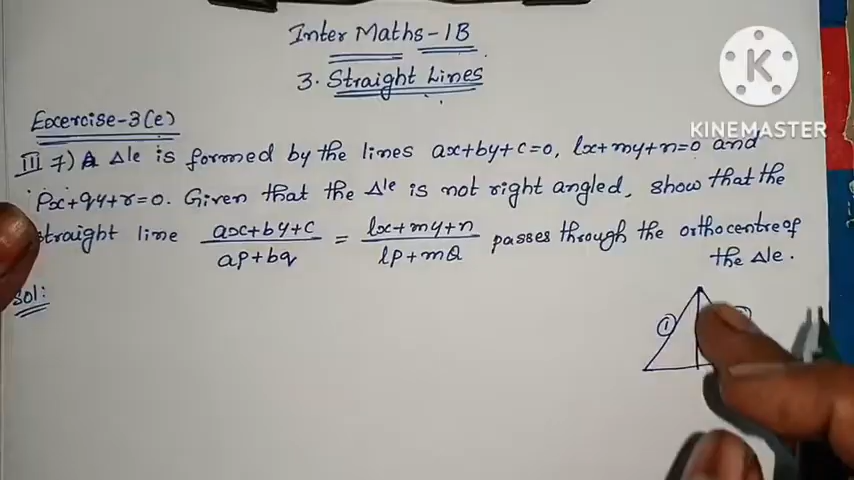 Inter Maths-1B
3. Straight Lines
KINEMASTER
Excercise-3(e)
III 7) A Δle is formed by the lines ax+by+c=0, lx+my+n=0 and
px+qy+r=0. Given that the Δ'le is not right angled, show that the
straight line ax+by+c/ap+bq = lx+my+n/lp+mQ passes through the orthocentre of
the Δle.
Sol:
1